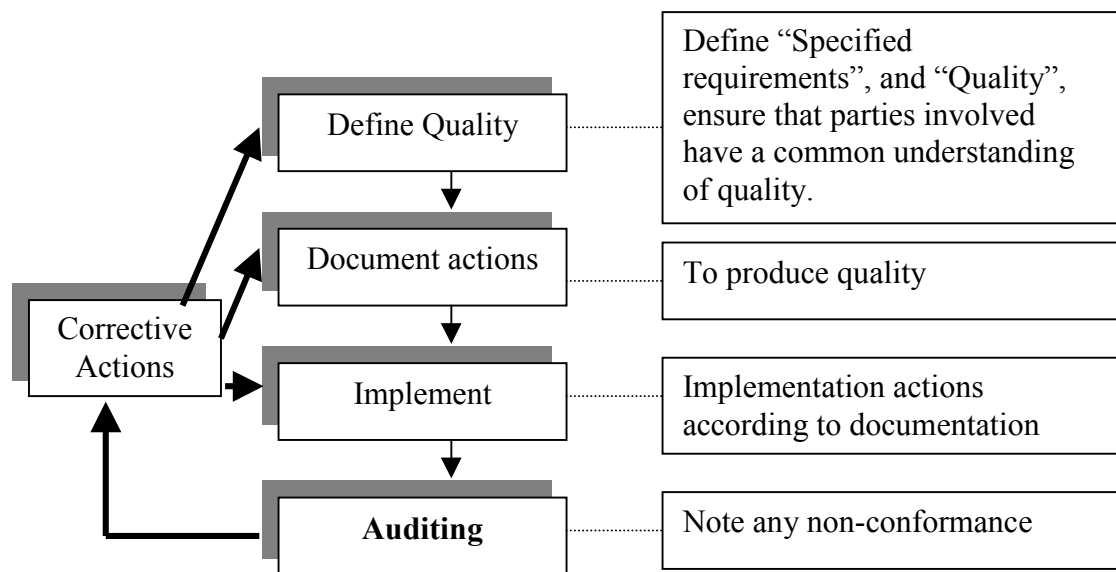 Define Quality
Define “Specified
requirements”, and “Quality”,
ensure that parties involved
have a common understanding
of quality.
Document actions
To produce quality
Corrective
Actions
Implement
Implementation actions
according to documentation
Auditing
Note any non-conformance